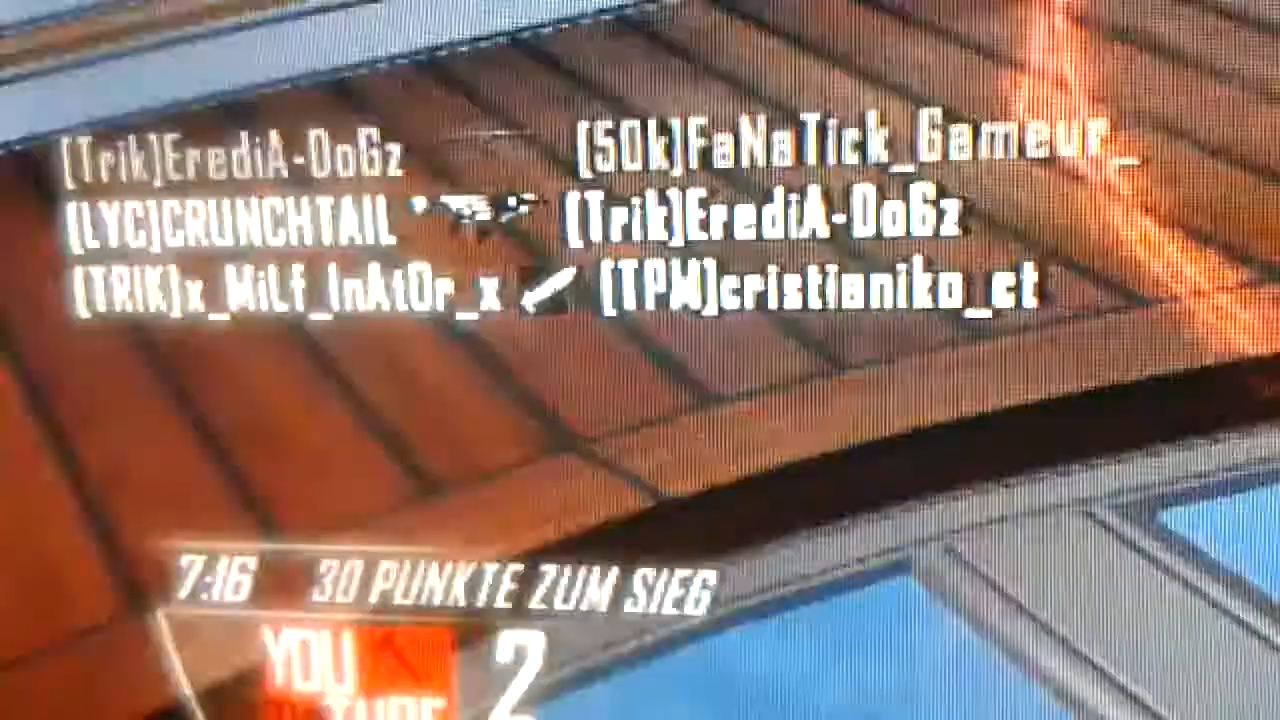 [Trik]ErediA-DoGz [50k]FaNaTick_Gameur_
[LYC]CRUNCHTAIL [Trik]ErediA-DoGz
[TRIK]x_MiLf_InAtOr_x [TPM]cristianiko_ct
7:16 30 PUNKTE ZUM SIEG
YOU 2